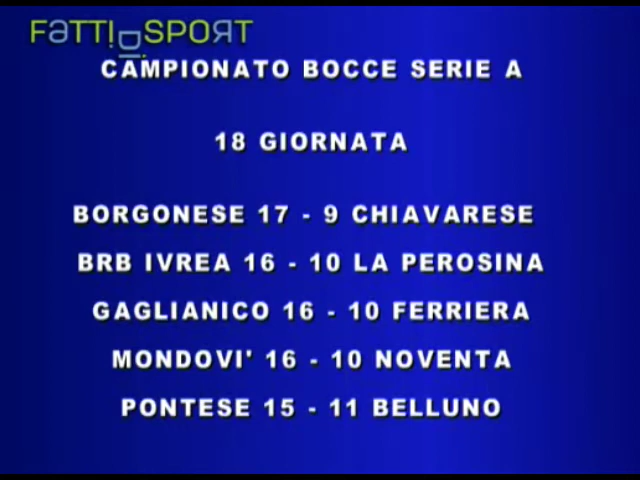 FATTI DI SPORT
CAMPIONATO BOCCE SERIE A
18 GIORNATA
BORGONESE 17 - 9 CHIAVARESE
BRB IVREA 16 - 10 LA PEROSINA
GAGLIANICO 16 - 10 FERRIERA
MONDOVI' 16 - 10 NOVENTA
PONTESE 15 - 11 BELLUNO